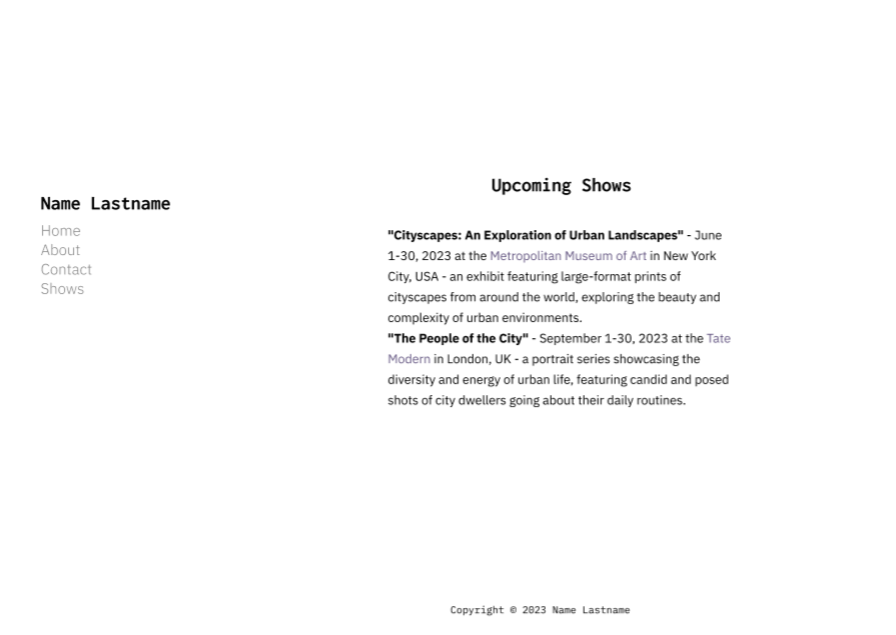 Name Lastname
Home
About
Contact
Shows
Upcoming Shows
"Cityscapes: An Exploration of Urban Landscapes" - June
1-30, 2023 at the Metropolitan Museum of Art in New York
City, USA - an exhibit featuring large-format prints of
cityscapes from around the world, exploring the beauty and
complexity of urban environments.
"The People of the City" - September 1-30, 2023 at the Tate
Modern in London, UK - a portrait series showcasing the
diversity and energy of urban life, featuring candid and posed
shots of city dwellers going about their daily routines.
Copyright © 2023 Name Lastname